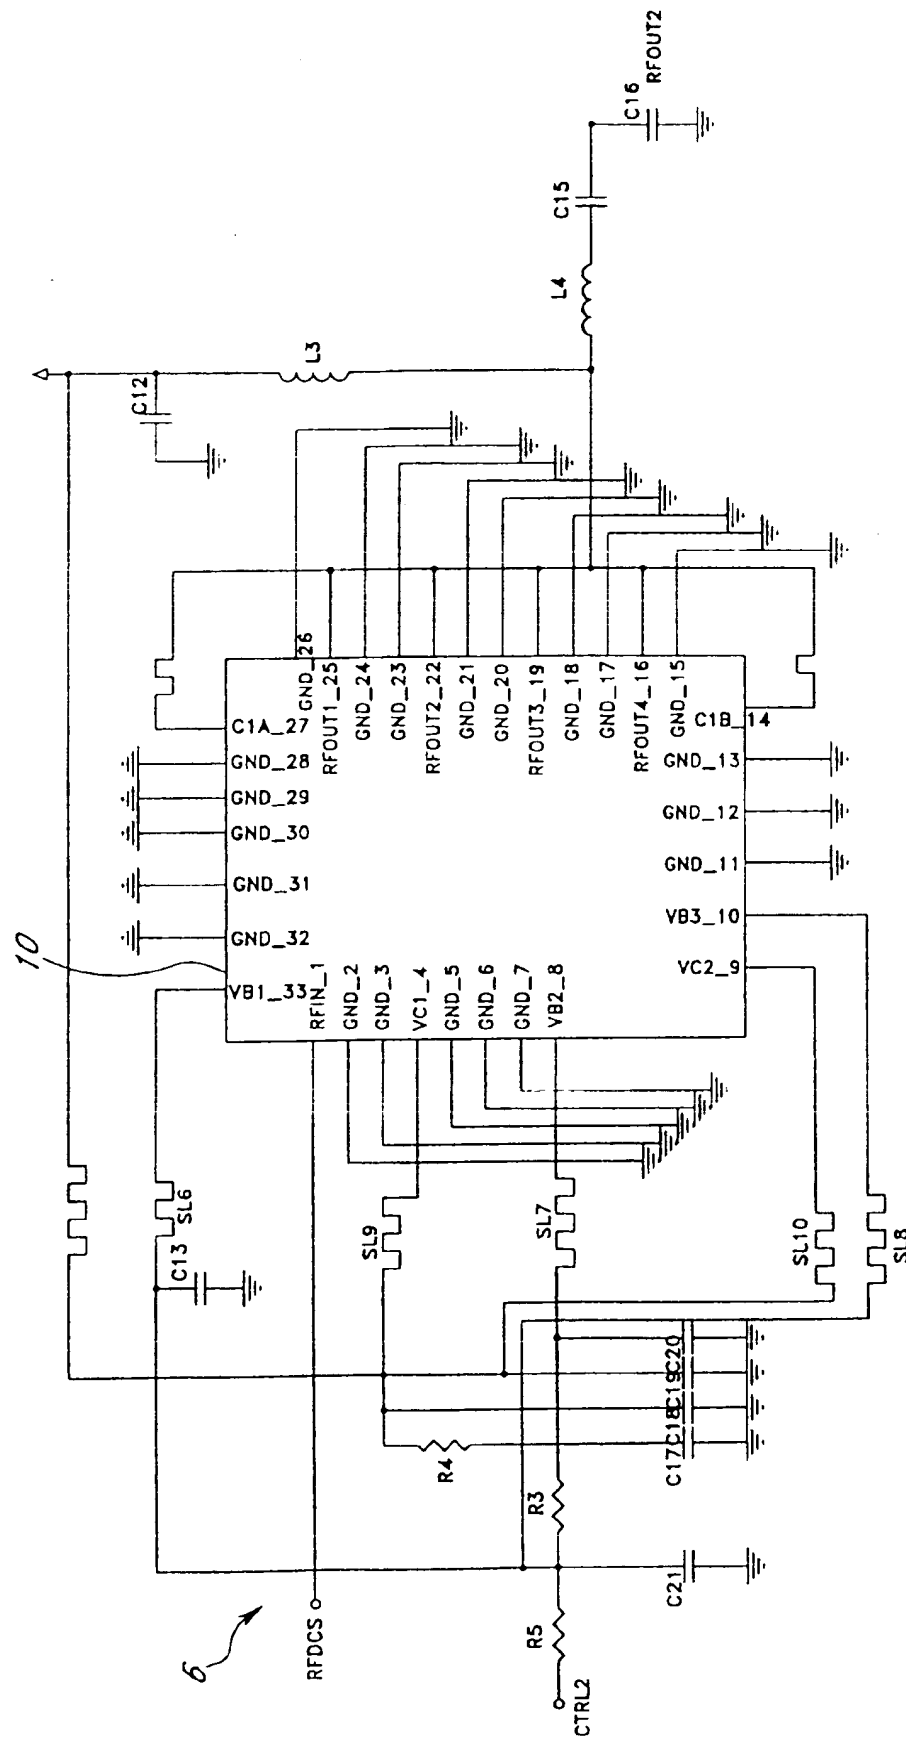 RFOUT2
C16
C15
L4
L3
C12
GND_26
RFOUT1_25
GND_24
GND_23
RFOUT2_22
GND_21
GND_20
RFOUT3_19
GND_18
GND_17
RFOUT4_16
GND_15
C1B_14
C1A_27
GND_28
GND_29
GND_30
GND_31
GND_32
VB1_33
GND_13
GND_12
GND_11
VB3_10
VC2_9
10
RFIN_1
GND_2
GND_3
VC1_4
GND_5
GND_6
GND_7
VB2_8
SL6
C13
SL9
SL7
SL10
SL8
C17
C18
C19
C20
R4
R3
C21
R5
6
RFDCS
CTRL2